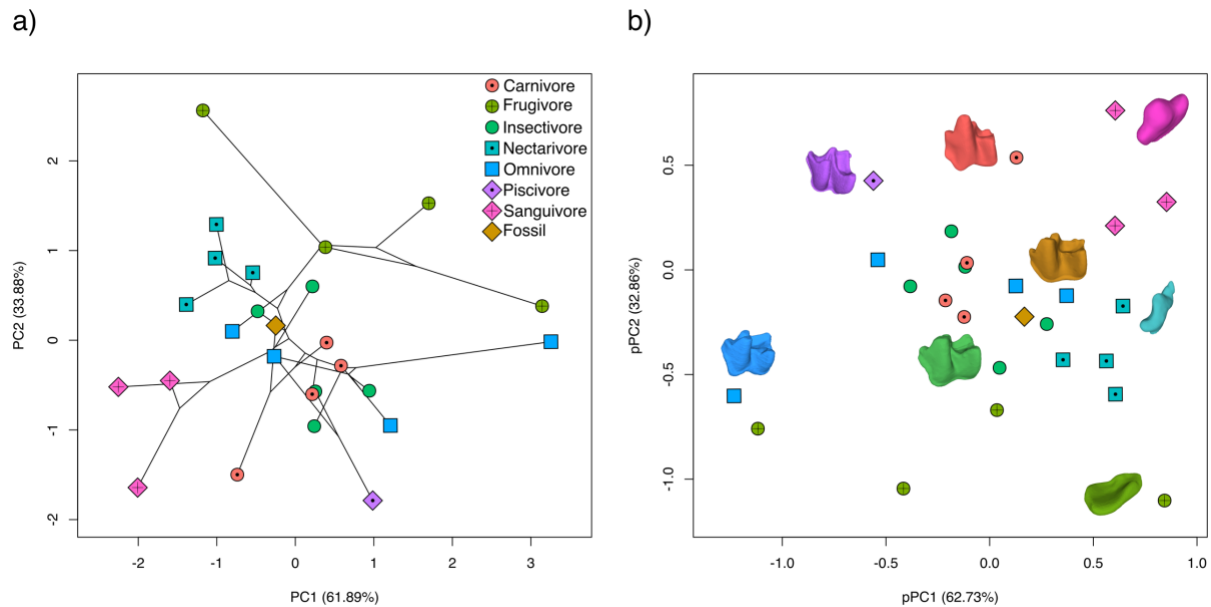 a)
b)
Carnivore
Frugivore
Insectivore
Nectarivore
Omnivore
Piscivore
Sanguivore
Fossil
PC2 (33.88%)
2
1
0
-1
-2
-2
-1
0
1
2
3
PC1 (61.89%)
pPC2 (32.86%)
0.5
0.0
-0.5
-1.0
-1.0
-0.5
0.0
0.5
1.0
pPC1 (62.73%)